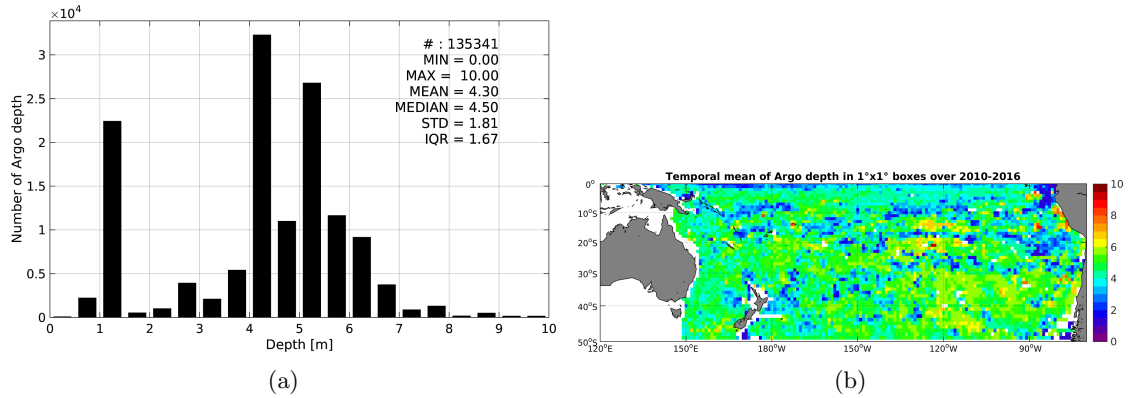 ×10⁴
Number of Argo depth
3
2.5
2
1.5
1
0.5
0
# : 135341
MIN = 0.00
MAX = 10.00
MEAN = 4.30
MEDIAN = 4.50
STD = 1.81
IQR = 1.67
0 1 2 3 4 5 6 7 8 9 10
Depth [m]
(a)
Temporal mean of Argo depth in 1°x1° boxes over 2010-2016
0°
10°S
20°S
30°S
40°S
50°S
120°E 150°E 180°W 150°W 120°W 90°W
10
8
6
4
2
0
(b)